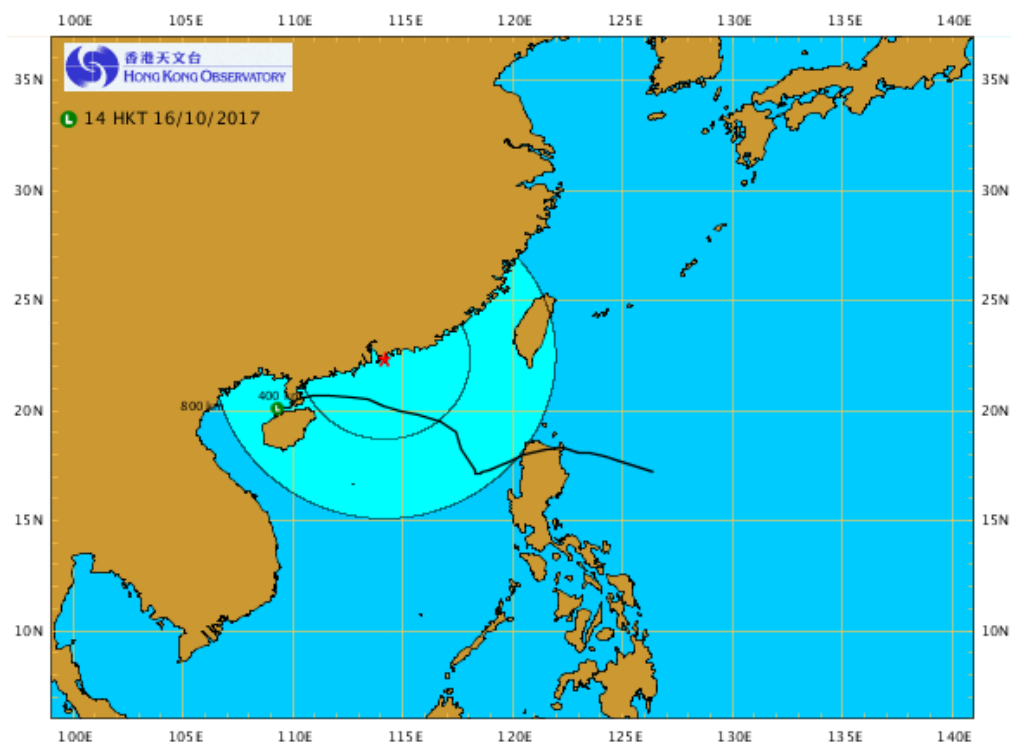 100E 105E 110E 115E 120E 125E 130E 135E 140E
香港天文台
HONG KONG OBSERVATORY
35N 35N
L 14 HKT 16/10/2017
30N 30N
25N 25N
400
800 km
20N 20N
L
15N 15N
10N 10N
100E 105E 110E 115E 120E 125E 130E 135E 140E